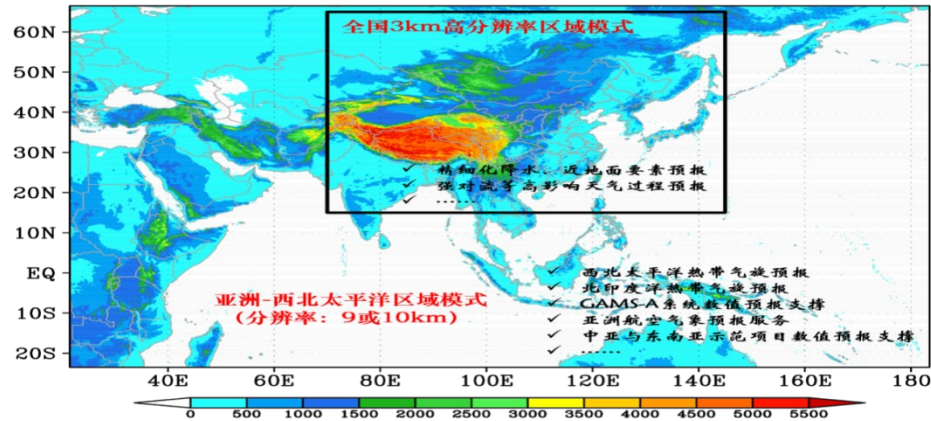 全国3km高分辨率区域模式
60N
50N
40N
30N
20N
10N
EQ
10S
20S
✓ 精细化降水、近地面要素预报
✓ 强对流等高影响天气过程预报
✓ ······
亚洲-西北太平洋区域模式
(分辨率: 9或10km)
✓ 西北太平洋热带气旋预报
✓ 北印度洋热带气旋预报
✓ GAMS-A系统数值预报支撑
✓ 亚洲航空气象预报服务
✓ 中亚与东南亚示范项目数值预报支撑
✓ ······
40E 60E 80E 100E 120E 140E 160E 180
0 500 1000 1500 2000 2500 3000 3500 4000 4500 5000 5500